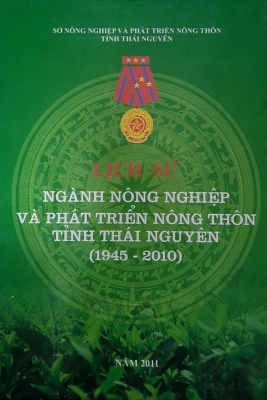 SỞ NÔNG NGHIỆP VÀ PHÁT TRIỂN NÔNG THÔN
TỈNH THÁI NGUYÊN
LỊCH SỬ
NGÀNH NÔNG NGHIỆP
VÀ PHÁT TRIỂN NÔNG THÔN
TỈNH THÁI NGUYÊN
(1945 - 2010)
NĂM 2011